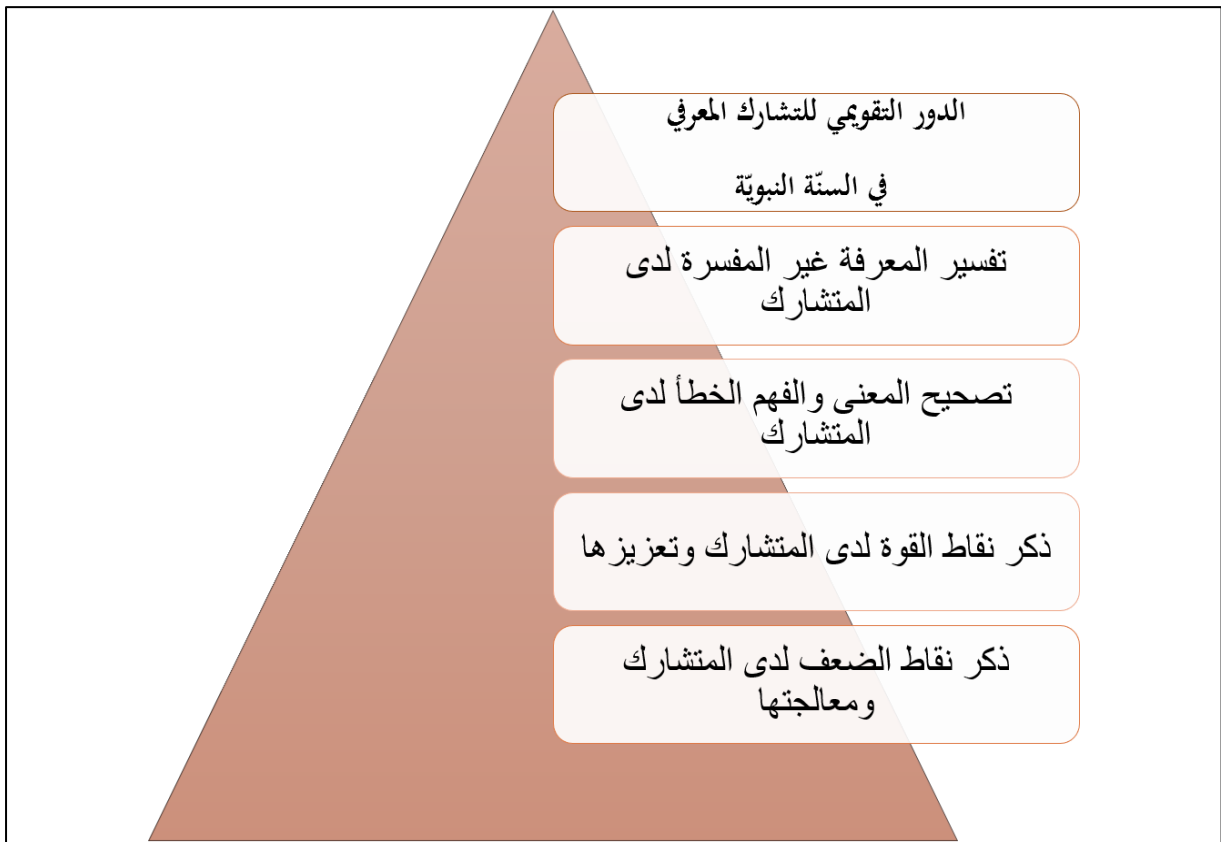 الدور التقويمي للتشارك المعرفي
في السنّة النبويّة
تفسير المعرفة غير المفسرة لدى
المتشارك
تصحيح المعنى والفهم الخطأ لدى
المتشارك
ذكر نقاط القوة لدى المتشارك وتعزيزها
ذكر نقاط الضعف لدى المتشارك
ومعالجتها